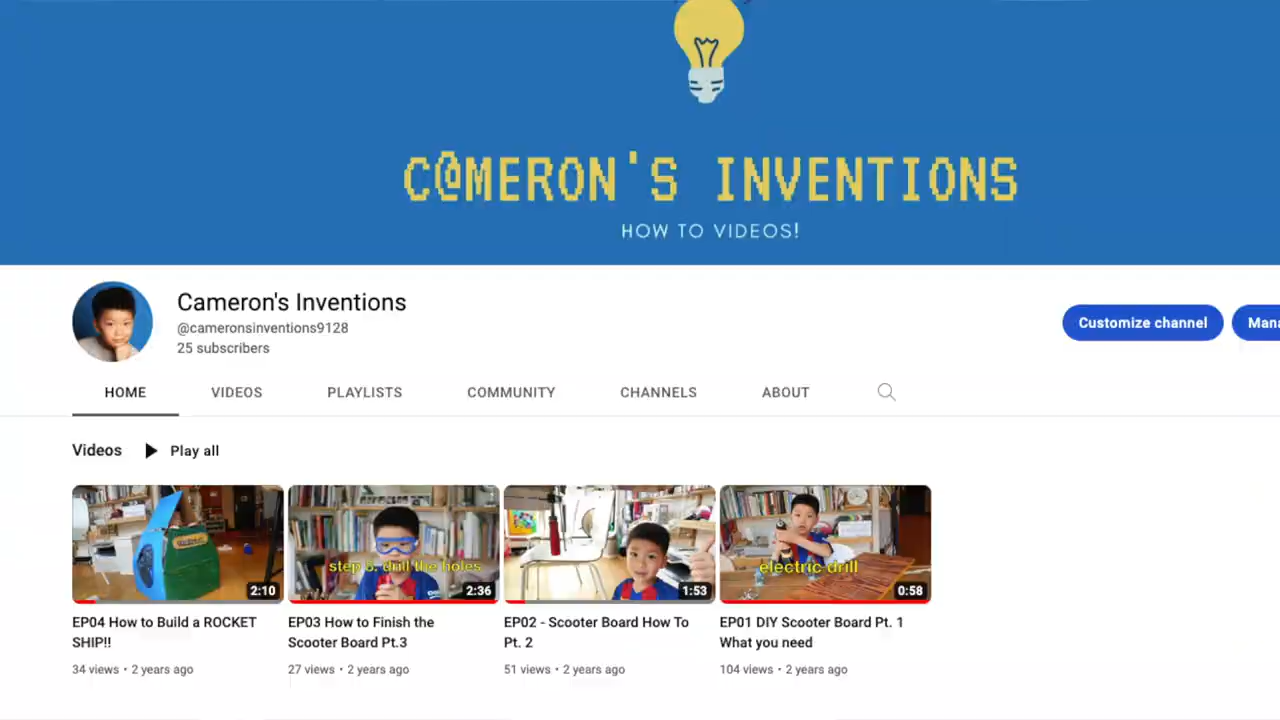 C@MERON'S INVENTIONS
HOW TO VIDEOS!
Cameron's Inventions
@cameronsinventions9128
25 subscribers
Customize channel
Mana
HOME VIDEOS PLAYLISTS COMMUNITY CHANNELS ABOUT
Videos Play all
step 8: drill the holes
electric drill
2:10 2:36 1:53 0:58
EP04 How to Build a ROCKET SHIP!!
34 views • 2 years ago
EP03 How to Finish the Scooter Board Pt.3
27 views • 2 years ago
EP02 - Scooter Board How To Pt. 2
51 views • 2 years ago
EP01 DIY Scooter Board Pt. 1 What you need
104 views • 2 years ago